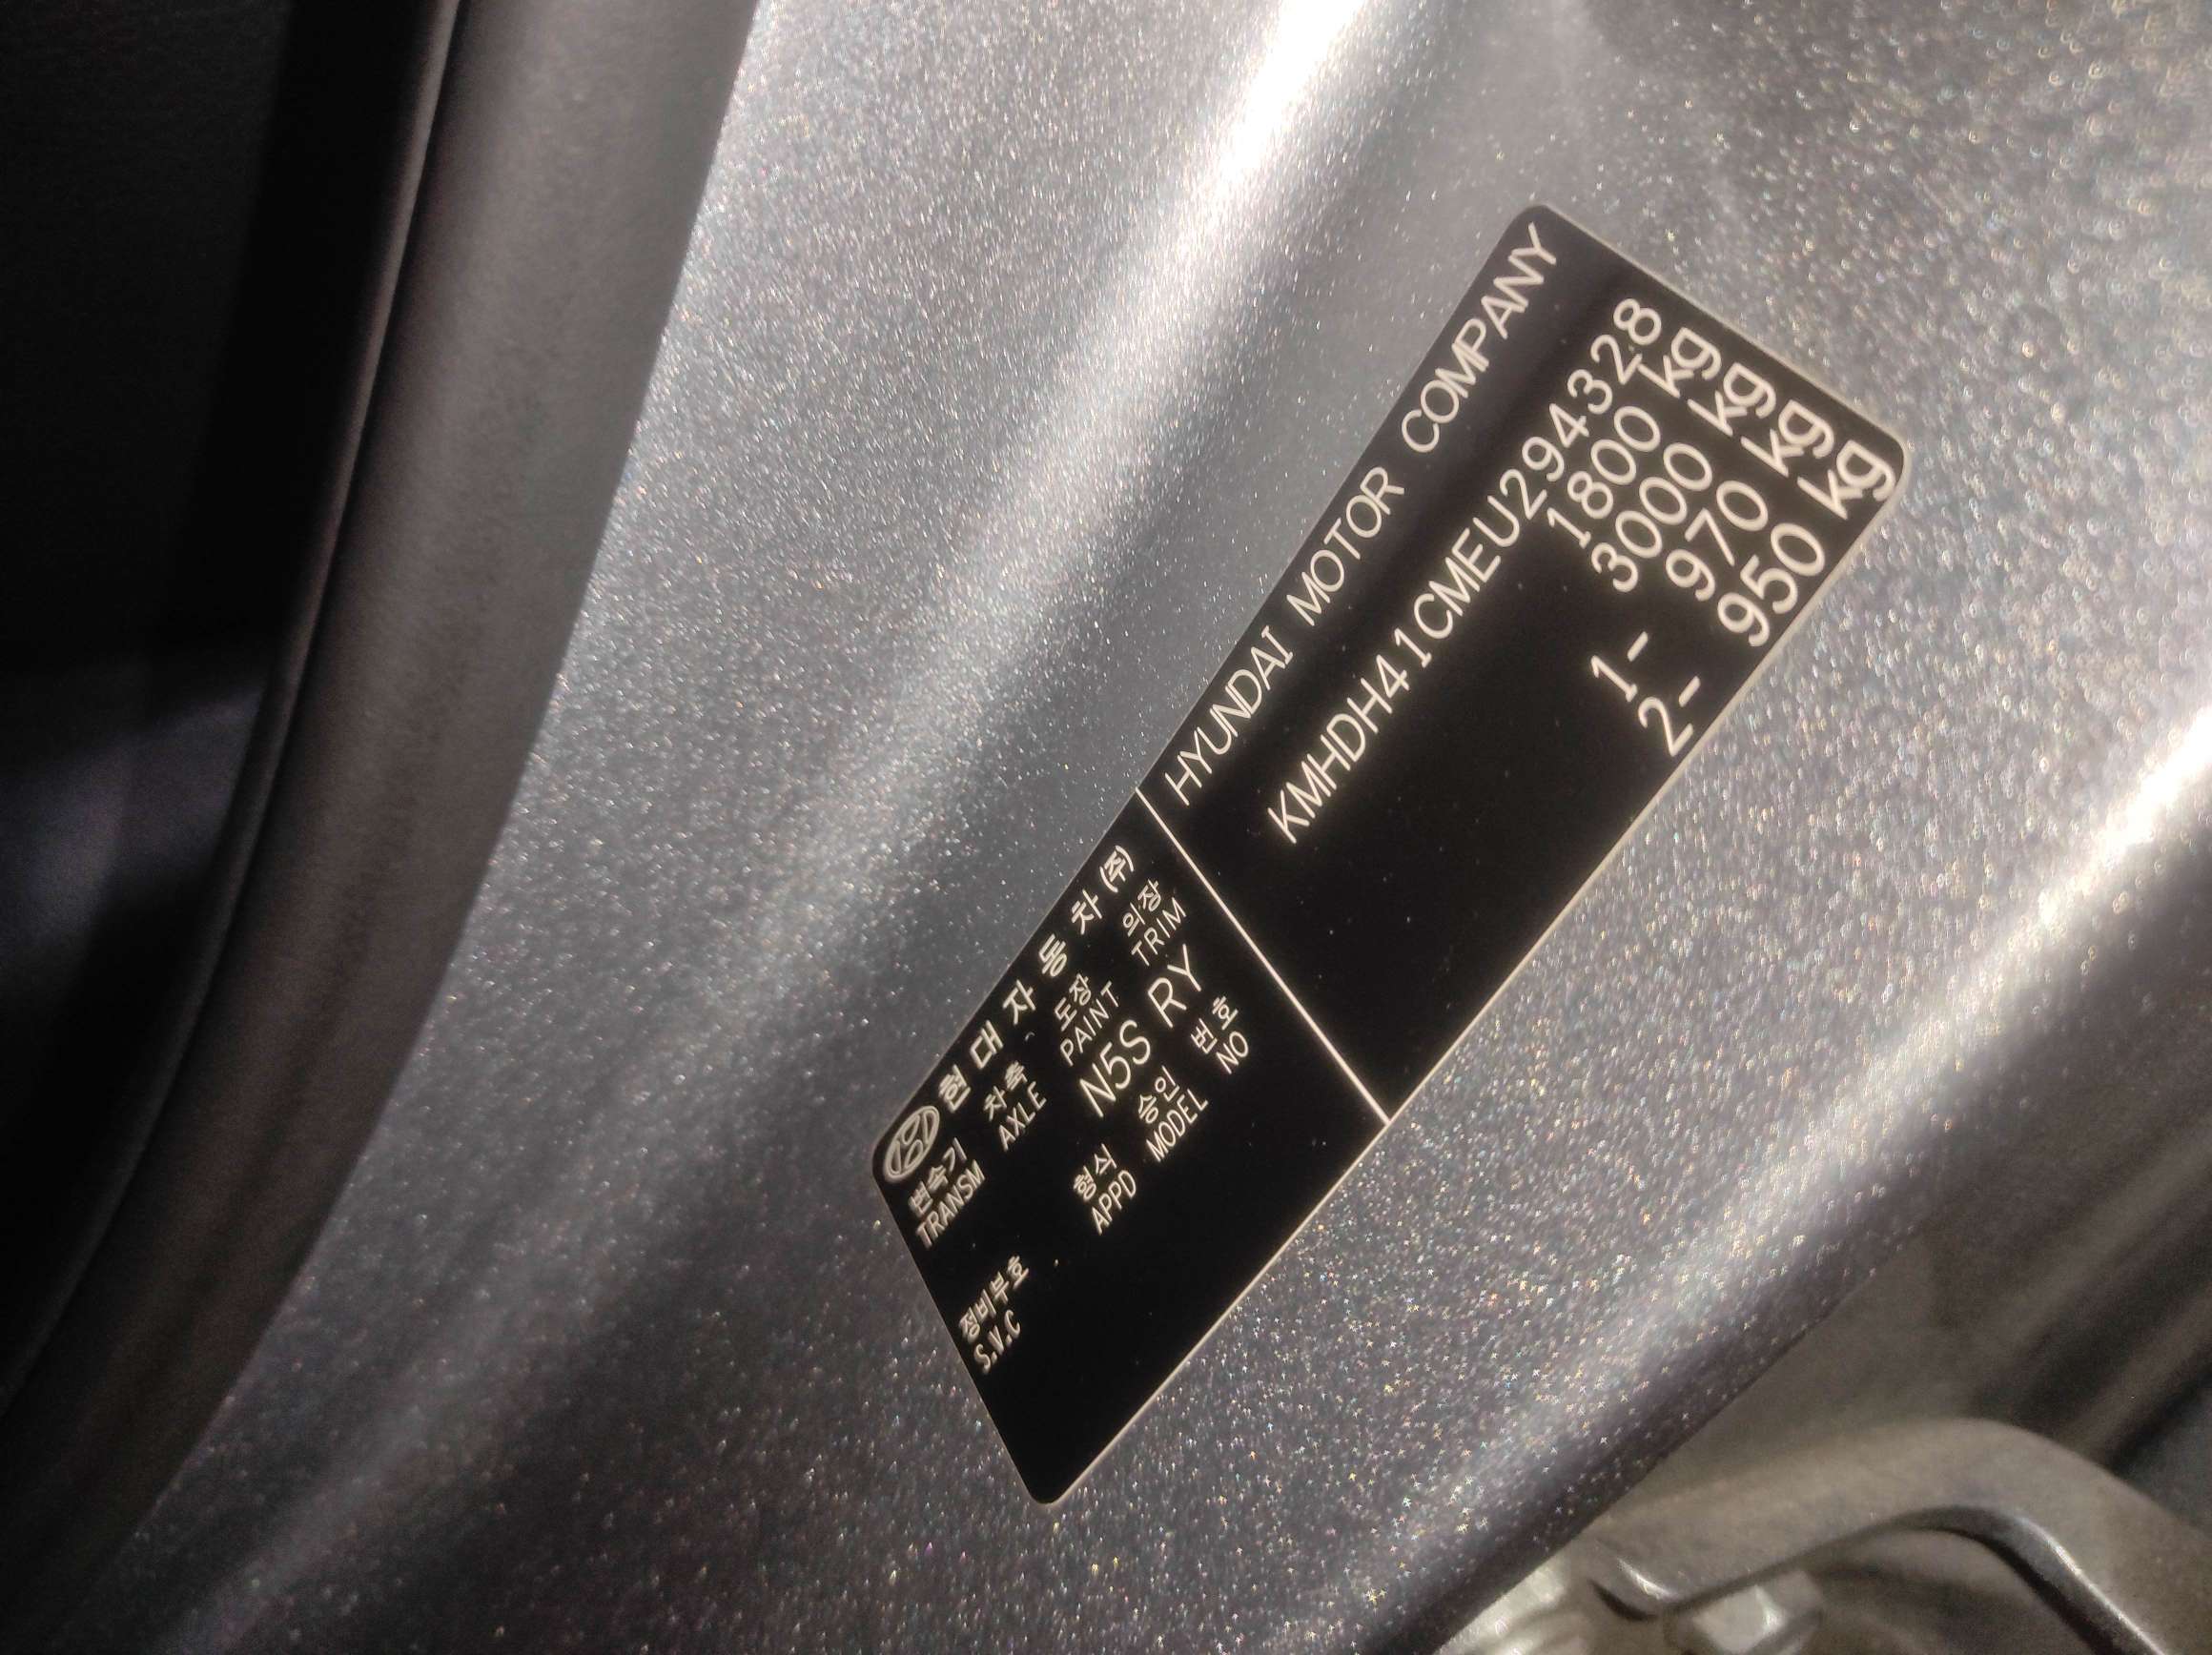 현대자동차(주)
변속기 차축 도장 의장
TRANSM AXLE PAINT TRIM
N5S RY
정비부호 형식 승인 번호
S.V.C APPD MODEL NO
HYUNDAI MOTOR COMPANY
KMHDH41CMEU294328
1800 kg
3000 kg
1- 970 kg
2- 950 kg